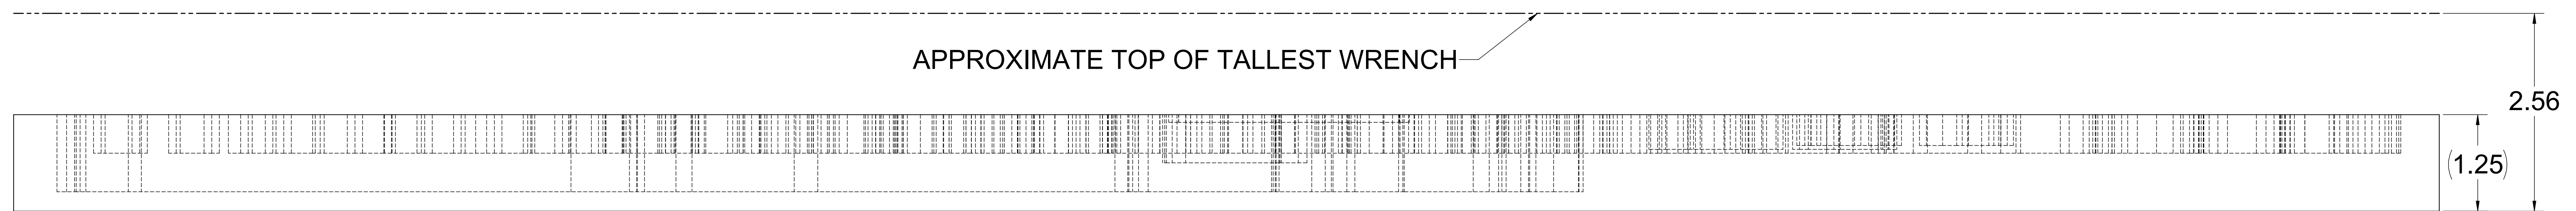 APPROXIMATE TOP OF TALLEST WRENCH
2.56
(1.25)